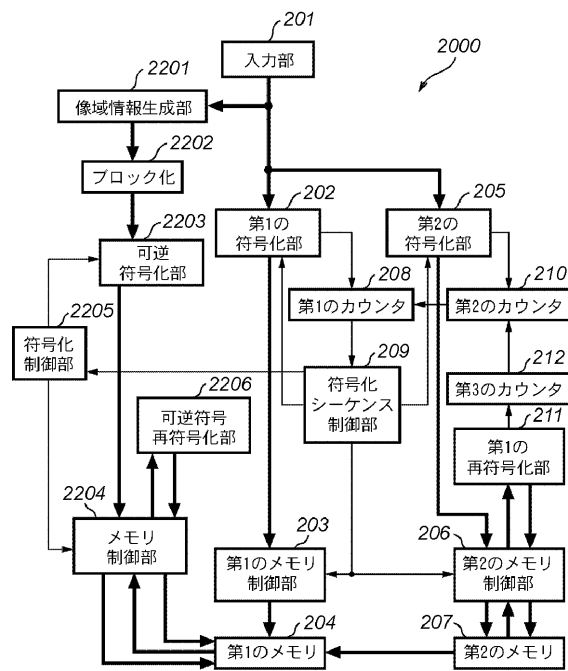 201
入力部
2000
2201
像域情報生成部
2202
ブロック化
2203
可逆
符号化部
202
第1の
符号化部
205
第2の
符号化部
208
第1のカウンタ
210
第2のカウンタ
2205
符号化
制御部
209
符号化
シーケンス
制御部
212
第3のカウンタ
2206
可逆符号
再符号化部
211
第1の
再符号化部
2204
メモリ
制御部
203
第1のメモリ
制御部
206
第2のメモリ
制御部
204
第1のメモリ
207
第2のメモリ